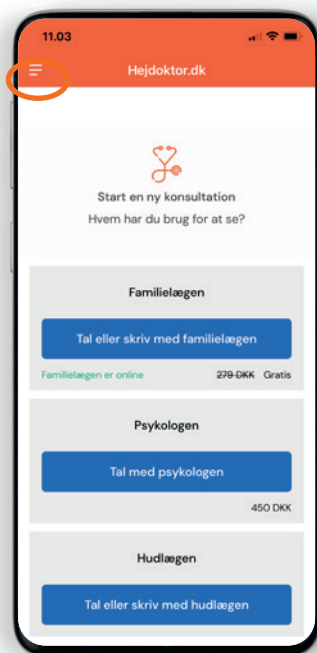 11.03
Hejdoktor.dk
Start en ny konsultation
Hvem har du brug for at se?
Familielægen
Tal eller skriv med familielægen
Familielægen er online 279 DKK Gratis
Psykologen
Tal med psykologen
450 DKK
Hudlægen
Tal eller skriv med hudlægen